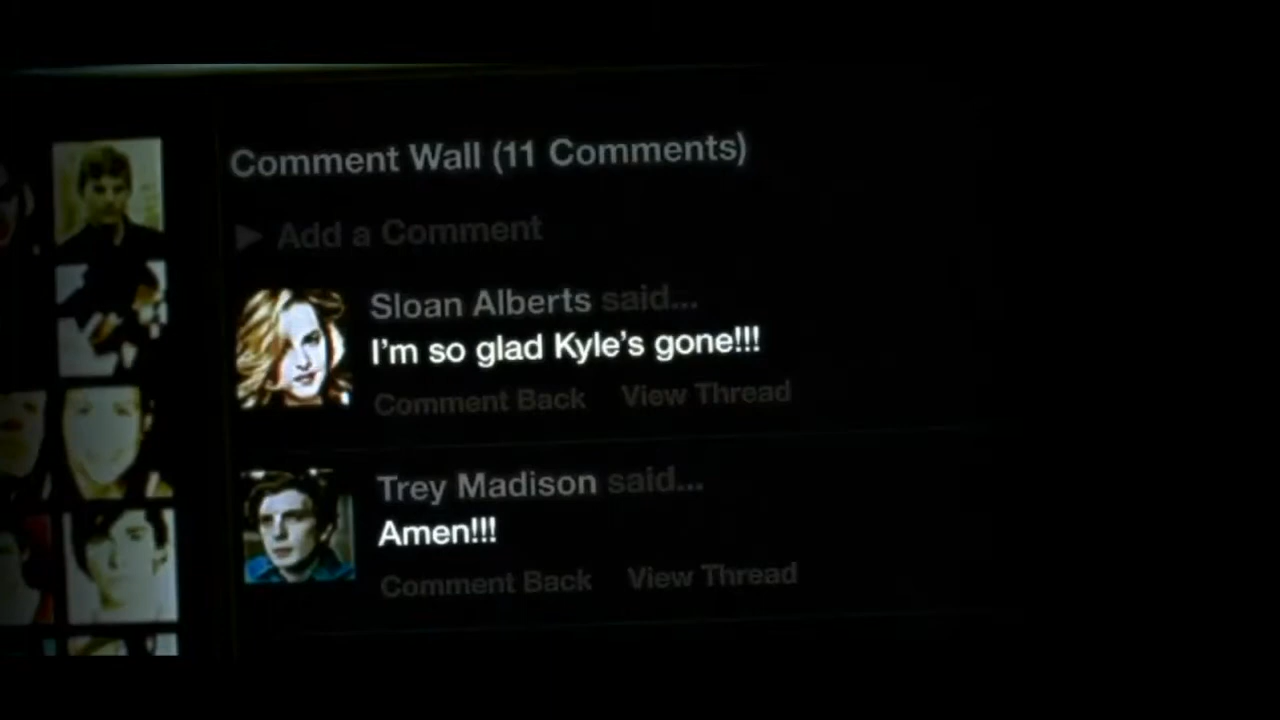 Comment Wall (11 Comments)
▶ Add a Comment
Sloan Alberts said...
I'm so glad Kyle's gone!!!
Comment Back View Thread
Trey Madison said...
Amen!!!
Comment Back View Thread